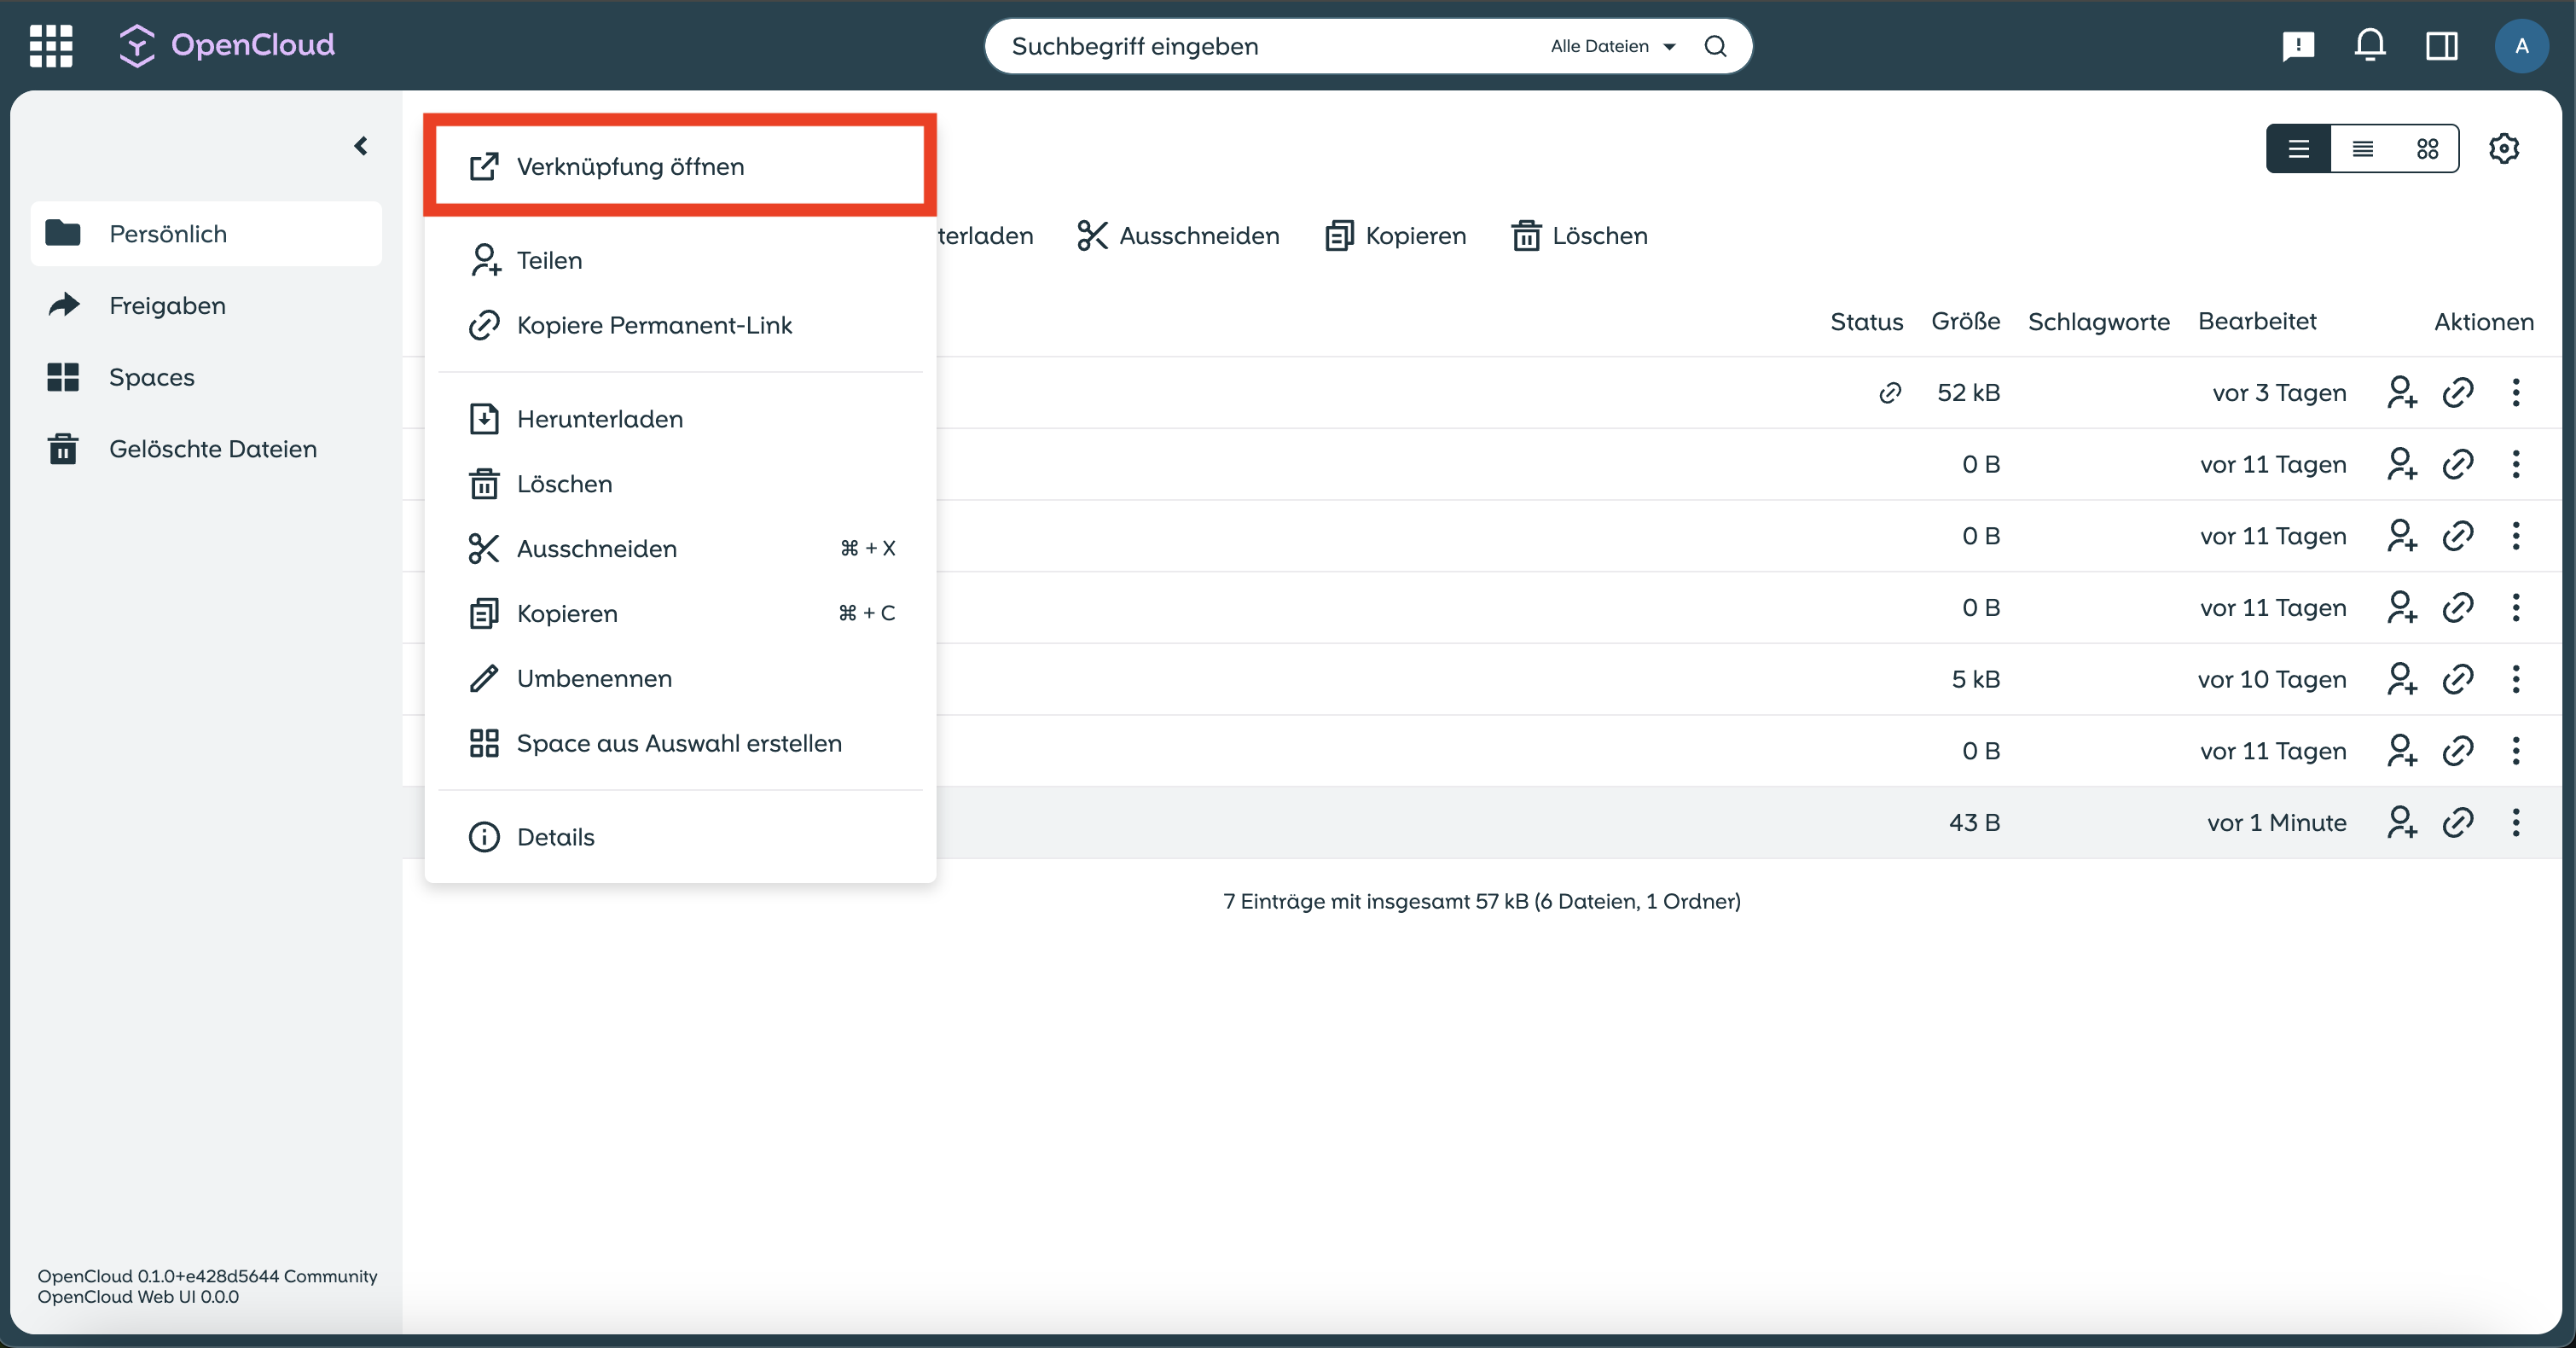 OpenCloud
Suchbegriff eingeben
Alle Dateien
A
Persönlich
Freigaben
Spaces
Gelöschte Dateien
Verknüpfung öffnen
Teilen
Kopiere Permanent-Link
Herunterladen
Löschen
Ausschneiden ⌘ + X
Kopieren ⌘ + C
Umbenennen
Space aus Auswahl erstellen
Details
terladen Ausschneiden Kopieren Löschen
Status Größe Schlagworte Bearbeitet Aktionen
52 kB vor 3 Tagen
0 B vor 11 Tagen
0 B vor 11 Tagen
0 B vor 11 Tagen
5 kB vor 10 Tagen
0 B vor 11 Tagen
43 B vor 1 Minute
7 Einträge mit insgesamt 57 kB (6 Dateien, 1 Ordner)
OpenCloud 0.1.0+e428d5644 Community
OpenCloud Web UI 0.0.0